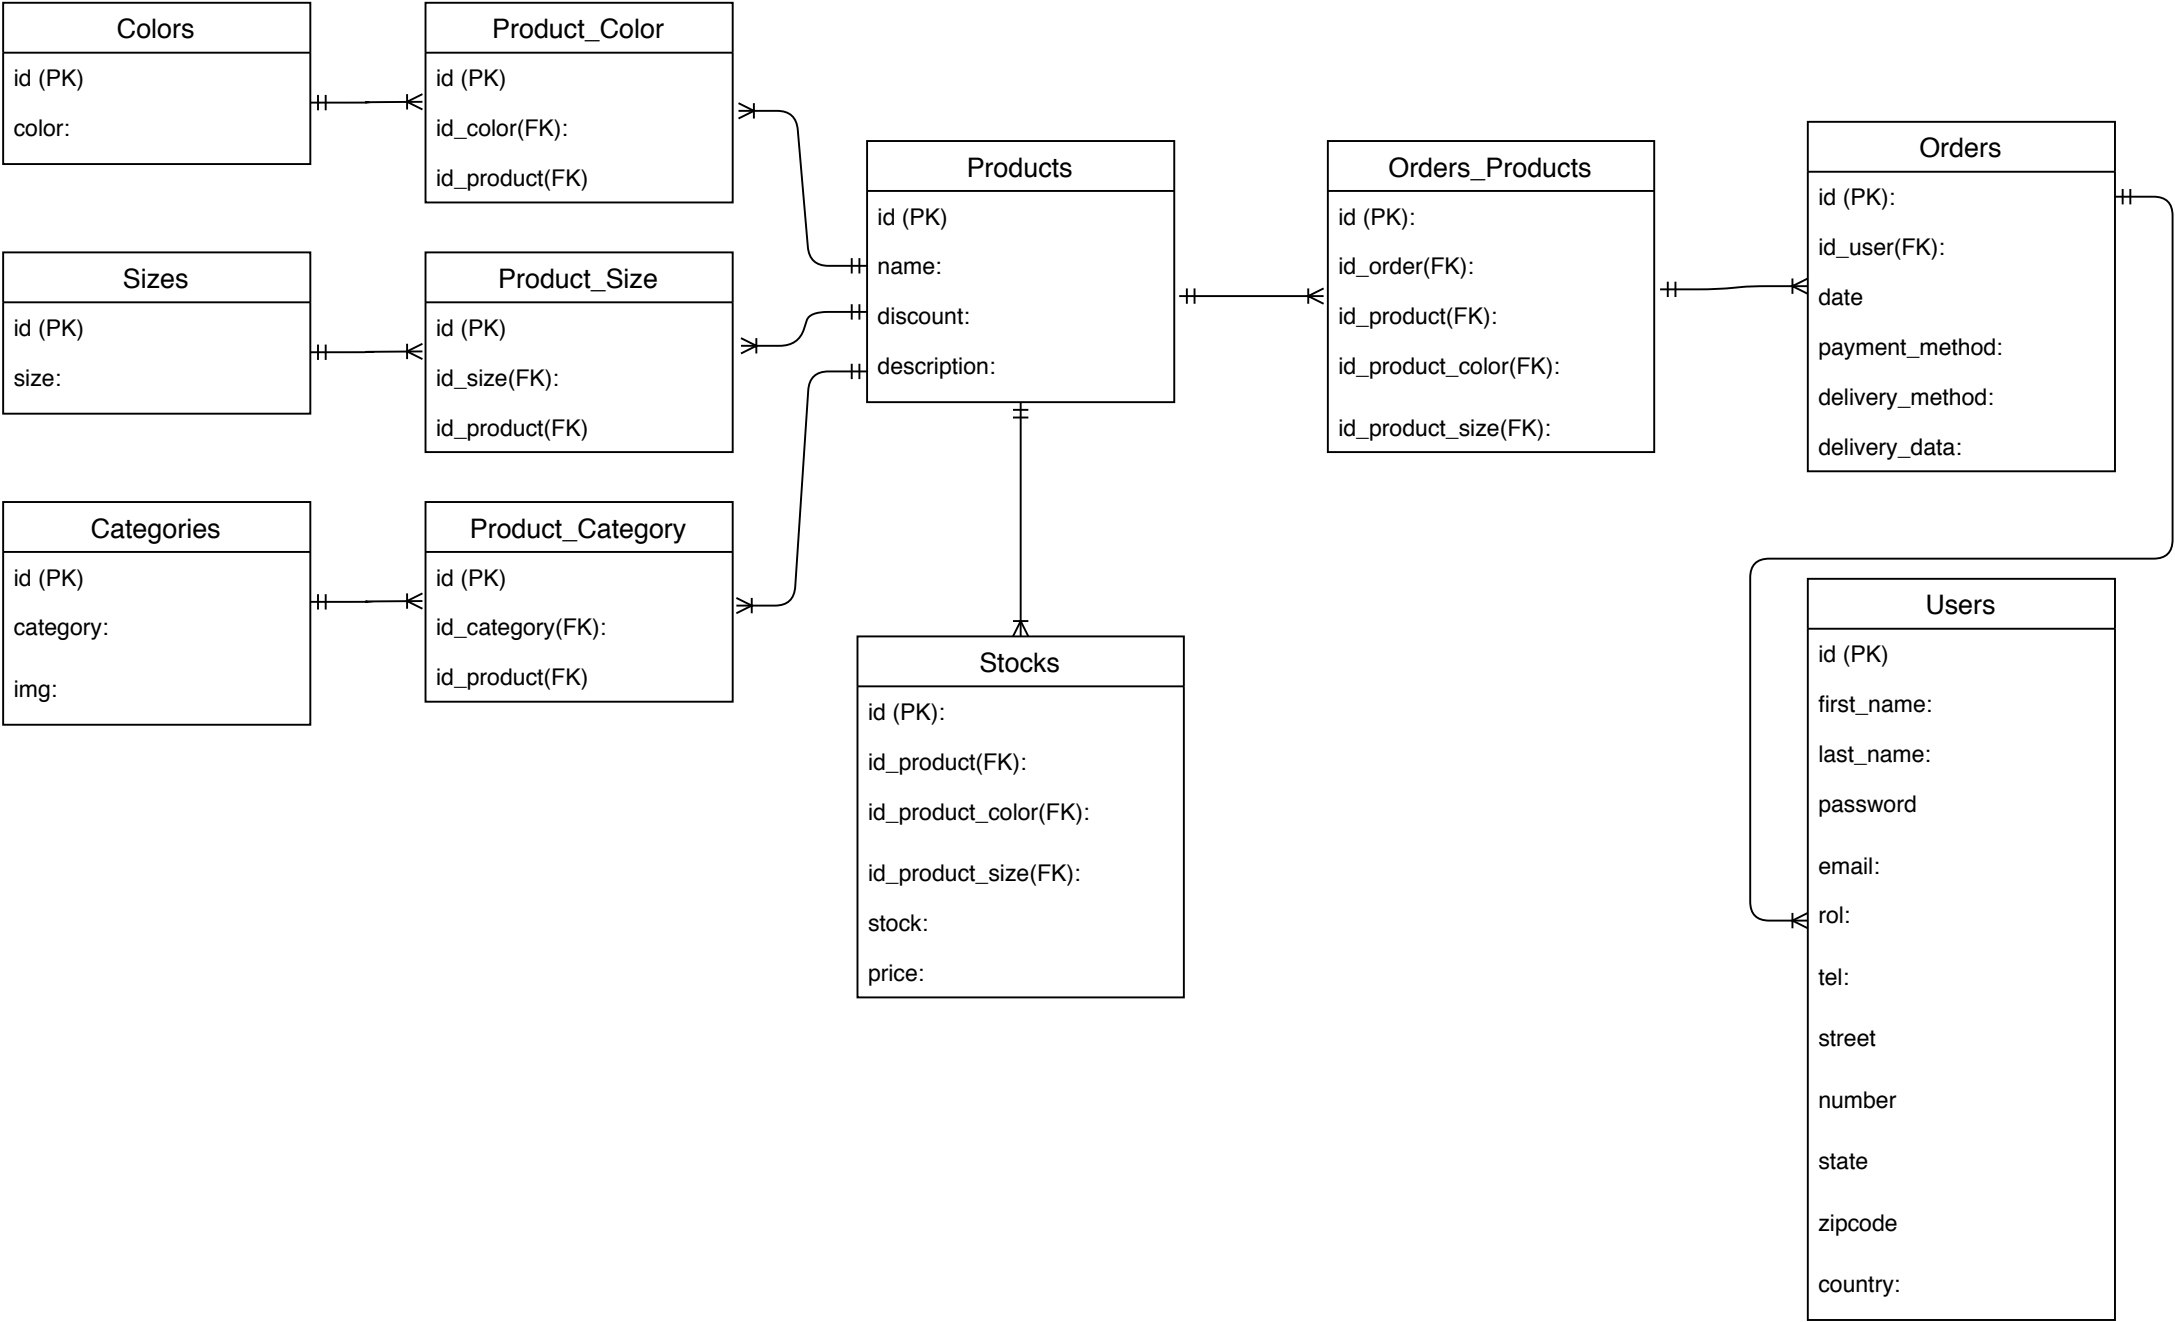 Colors
id (PK)
color:
Product_Color
id (PK)
id_color(FK):
id_product(FK)
Sizes
id (PK)
size:
Product_Size
id (PK)
id_size(FK):
id_product(FK)
Categories
id (PK)
category:
img:
Product_Category
id (PK)
id_category(FK):
id_product(FK)
Products
id (PK)
name:
discount:
description:
Stocks
id (PK):
id_product(FK):
id_product_color(FK):
id_product_size(FK):
stock:
price:
Orders_Products
id (PK):
id_order(FK):
id_product(FK):
id_product_color(FK):
id_product_size(FK):
Orders
id (PK):
id_user(FK):
date
payment_method:
delivery_method:
delivery_data:
Users
id (PK)
first_name:
last_name:
password
email:
rol:
tel:
street
number
state
zipcode
country: